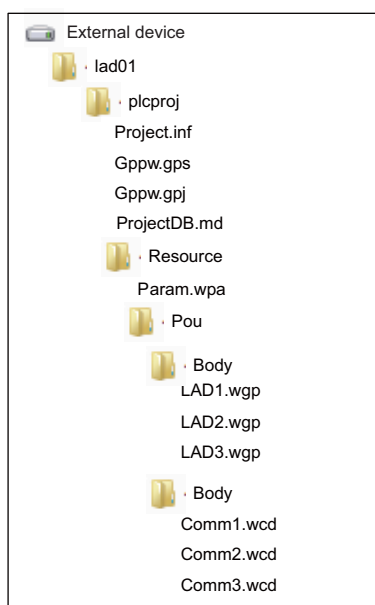 External device
lad01
plcproj
Project.inf
Gppw.gps
Gppw.gpj
ProjectDB.md
Resource
Param.wpa
Pou
Body
LAD1.wgp
LAD2.wgp
LAD3.wgp
Body
Comm1.wcd
Comm2.wcd
Comm3.wcd